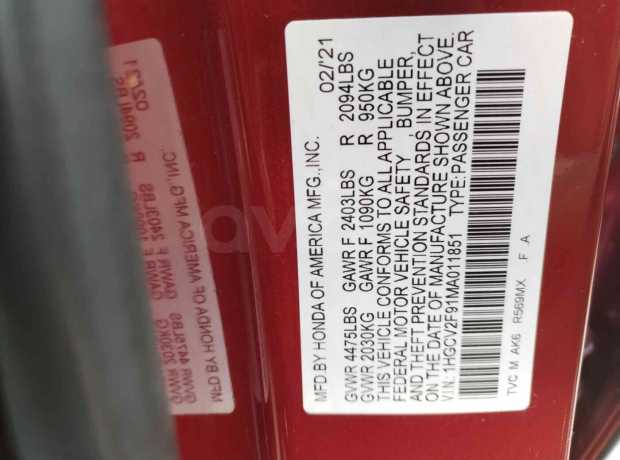 MFD.BY HONDA OF AMERICA MFG.,INC. 02/'21
GVWR 4475LBS GAWR F 2403LBS R 2094LBS
GVWR 2030KG GAWR F 1090KG R 950KG
THIS VEHICLE CONFORMS TO ALL APPLICABLE
FEDERAL MOTOR VEHICLE SAFETY , BUMPER,
AND THEFT PREVENTION STANDARDS IN EFFECT
ON THE DATE OF MANUFACTURE SHOWN ABOVE.
V.I.N: 1HGCV2F91MA011851 TYPE:PASSENGER CAR
TVC M AK6 R569MX F .A